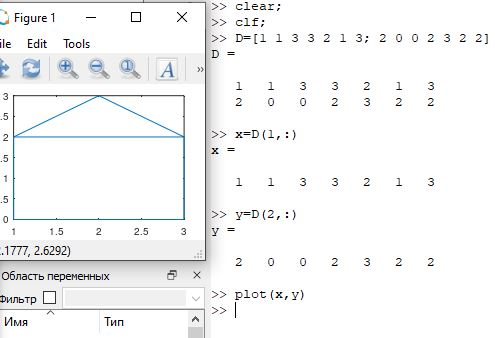 Figure 1
ile Edit Tools
A »
3
2.5
2
1.5
1
0.5
0
1 1.5 2 2.5 3
.1777, 2.6292)
Область переменных
Фильтр
Имя Тип
>> clear;
>> clf;
>> D=[1 1 3 3 2 1 3; 2 0 0 2 3 2 2]
D =
1 1 3 3 2 1 3
2 0 0 2 3 2 2
>> x=D(1,:)
x =
1 1 3 3 2 1 3
>> y=D(2,:)
y =
2 0 0 2 3 2 2
>> plot(x,y)
>>